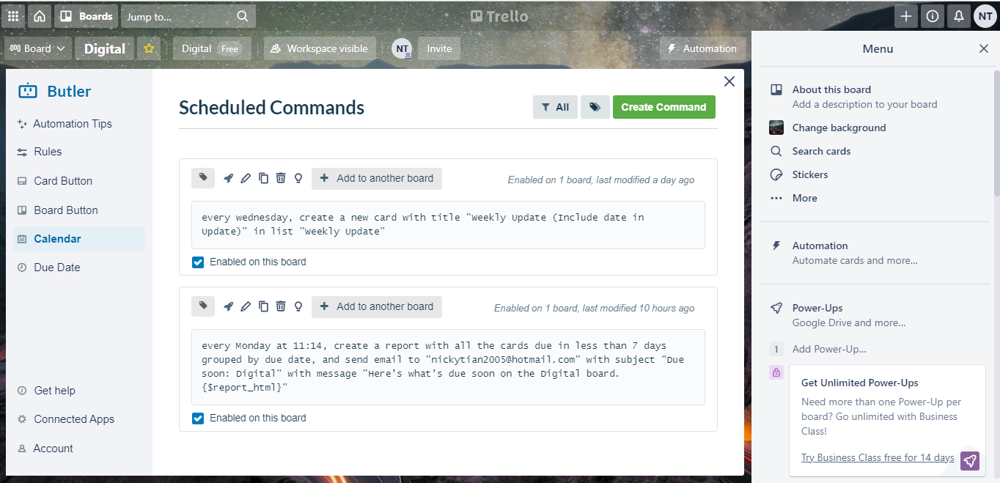 Boards
Jump to...
Trello
NT
Board
Digital
Digital Free
Workspace visible
NT
Invite
Automation
Butler
Automation Tips
Rules
Card Button
Board Button
Calendar
Due Date
Get help
Connected Apps
Account
Scheduled Commands
All
Create Command
Add to another board
Enabled on 1 board, last modified a day ago
every wednesday, create a new card with title "Weekly Update (Include date in
Update)" in list "Weekly Update"
Enabled on this board
Add to another board
Enabled on 1 board, last modified 10 hours ago
every Monday at 11:14, create a report with all the cards due in less than 7 days
grouped by due date, and send email to "nickytian2005@hotmail.com" with subject "Due
soon: Digital" with message "Here's what's due soon on the Digital board.
{$report_html}"
Enabled on this board
Menu
About this board
Add a description to your board
Change background
Search cards
Stickers
More
Automation
Automate cards and more...
Power-Ups
Google Drive and more...
1
Add Power-Up...
Get Unlimited Power-Ups
Need more than one Power-Up per
board? Go unlimited with Business
Class!
Try Business Class free for 14 days